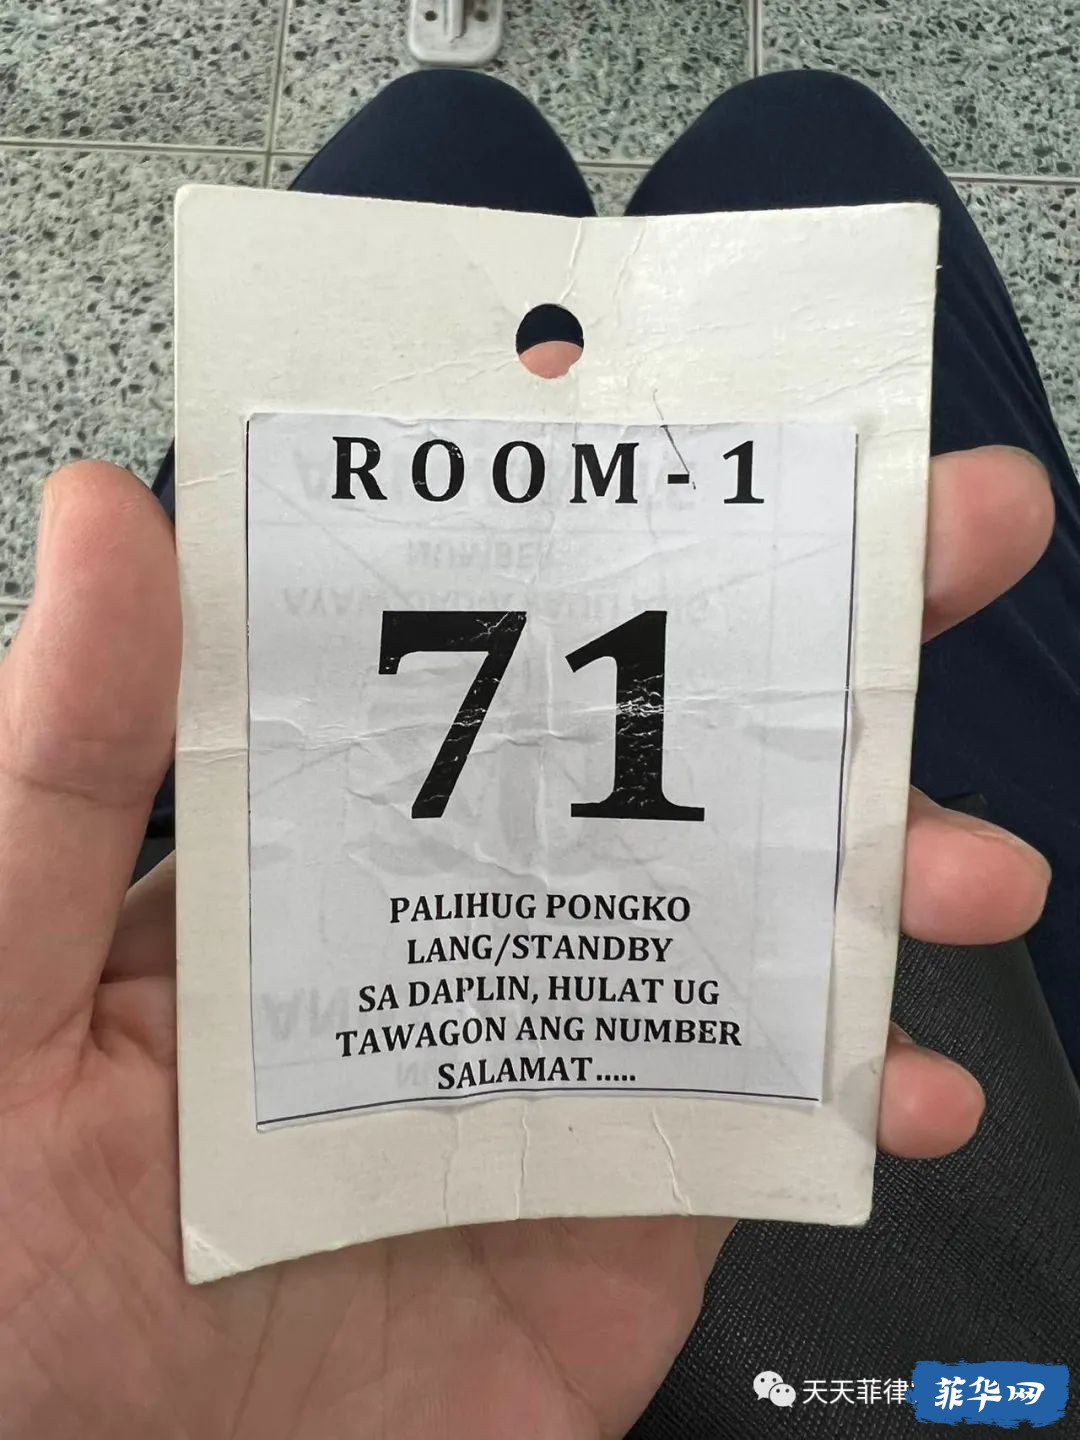 ROOM-1
71
PALIHUG PONGKO
LANG/STANDBY
SA DAPLIN, HULAT UG
TAWAGON ANG NUMBER
SALAMAT.....
天天菲律
菲华网